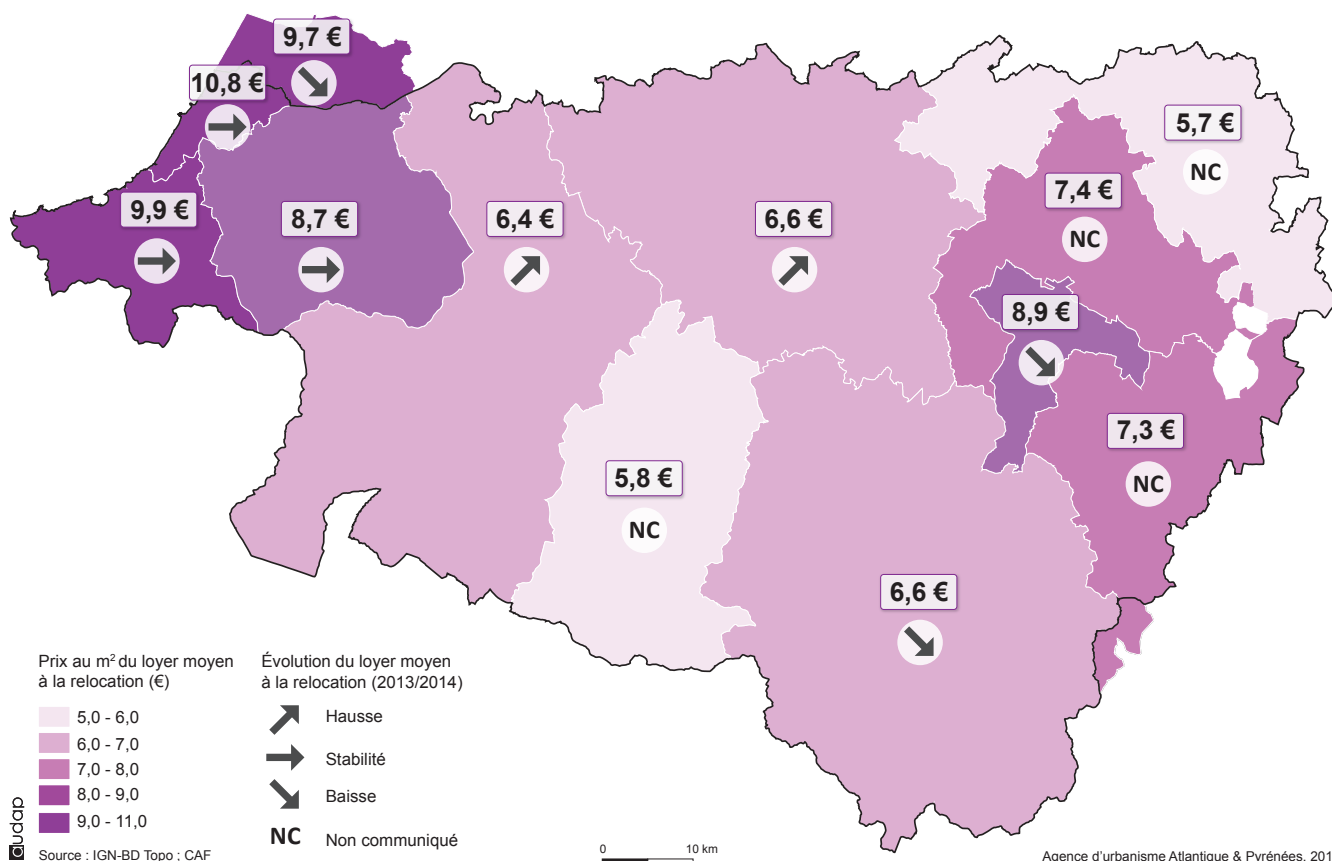 9,7 €
10,8 €
5,7 €
NC
7,4 €
NC
9,9 €
8,7 €
6,4 €
6,6 €
8,9 €
7,3 €
NC
5,8 €
NC
6,6 €
Prix au m² du loyer moyen
à la relocation (€)
5,0 - 6,0
6,0 - 7,0
7,0 - 8,0
8,0 - 9,0
9,0 - 11,0
Évolution du loyer moyen
à la relocation (2013/2014)
Hausse
Stabilité
Baisse
NC Non communiqué
audap
Source : IGN-BD Topo ; CAF
0 10 km
Agence d'urbanisme Atlantique & Pyrénées, 201